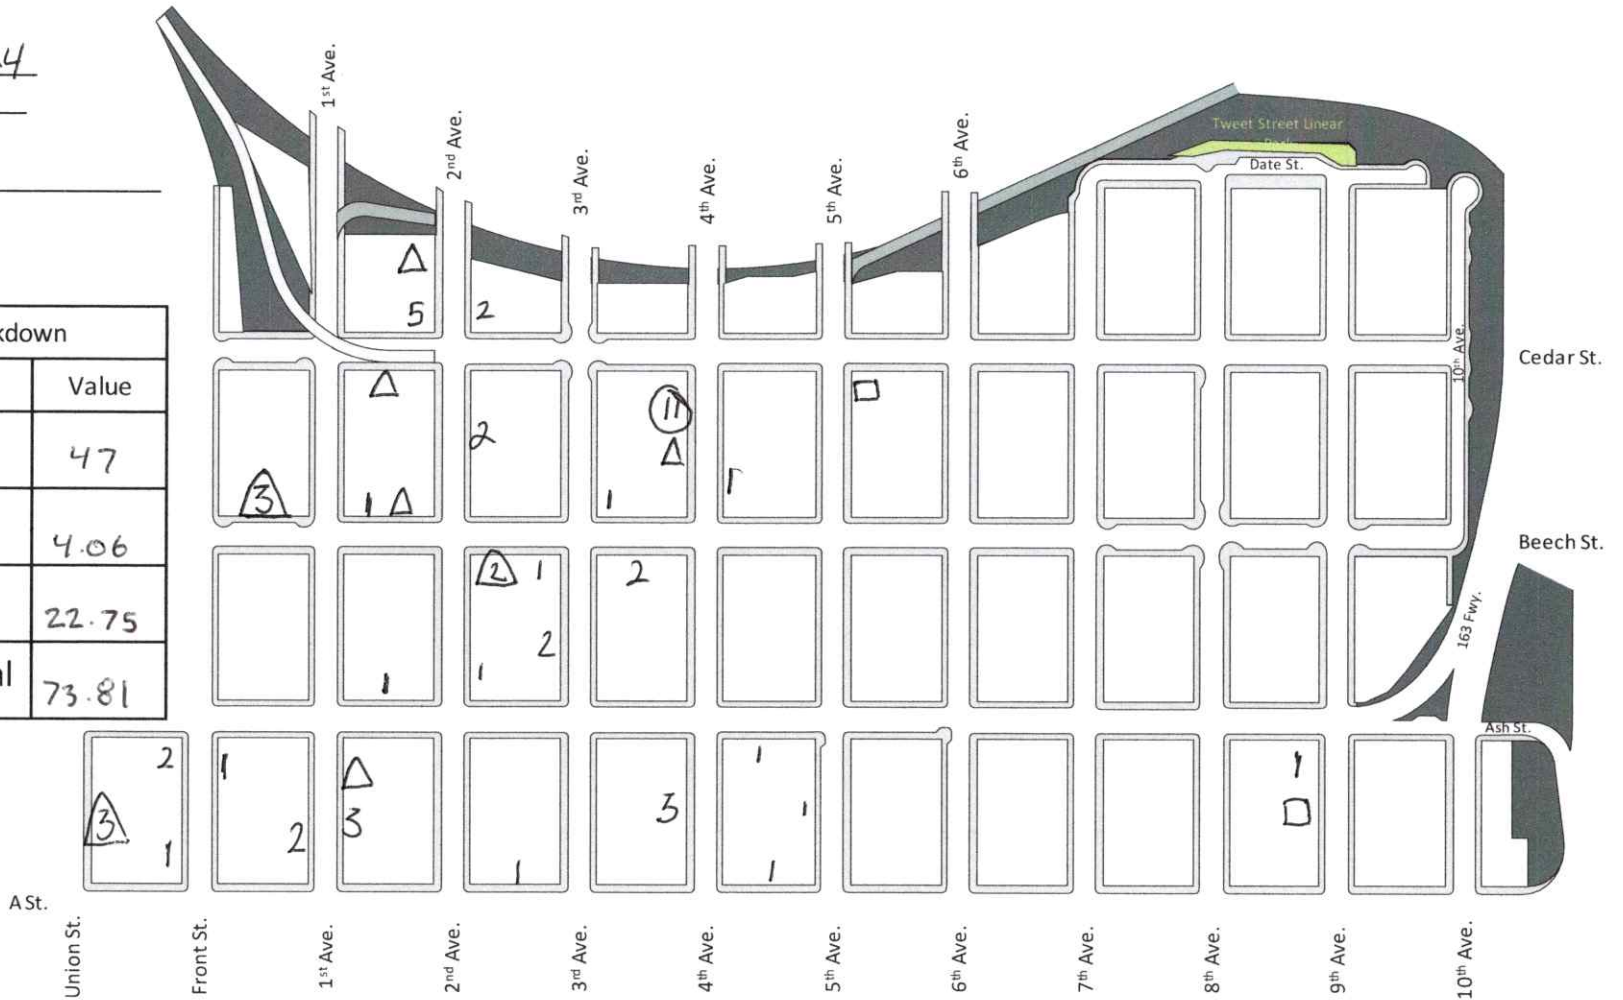 4
1st Ave.
2nd Ave.
3rd Ave.
4th Ave.
5th Ave.
6th Ave.
Tweet Street Linear
Date St.
5
2
kdown
Value
47
4.06
22.75
l 73.81
10th Ave.
Cedar St.
2
11
3
1
1
1
Beech St.
2 1
2
2
1
1
163 Fwy.
Ash St.
2
1
1
1
3
3
3
1
1
2
1
1
1
A St.
Union St.
Front St.
1st Ave.
2nd Ave.
3rd Ave.
4th Ave.
5th Ave.
6th Ave.
7th Ave.
8th Ave.
9th Ave.
10th Ave.